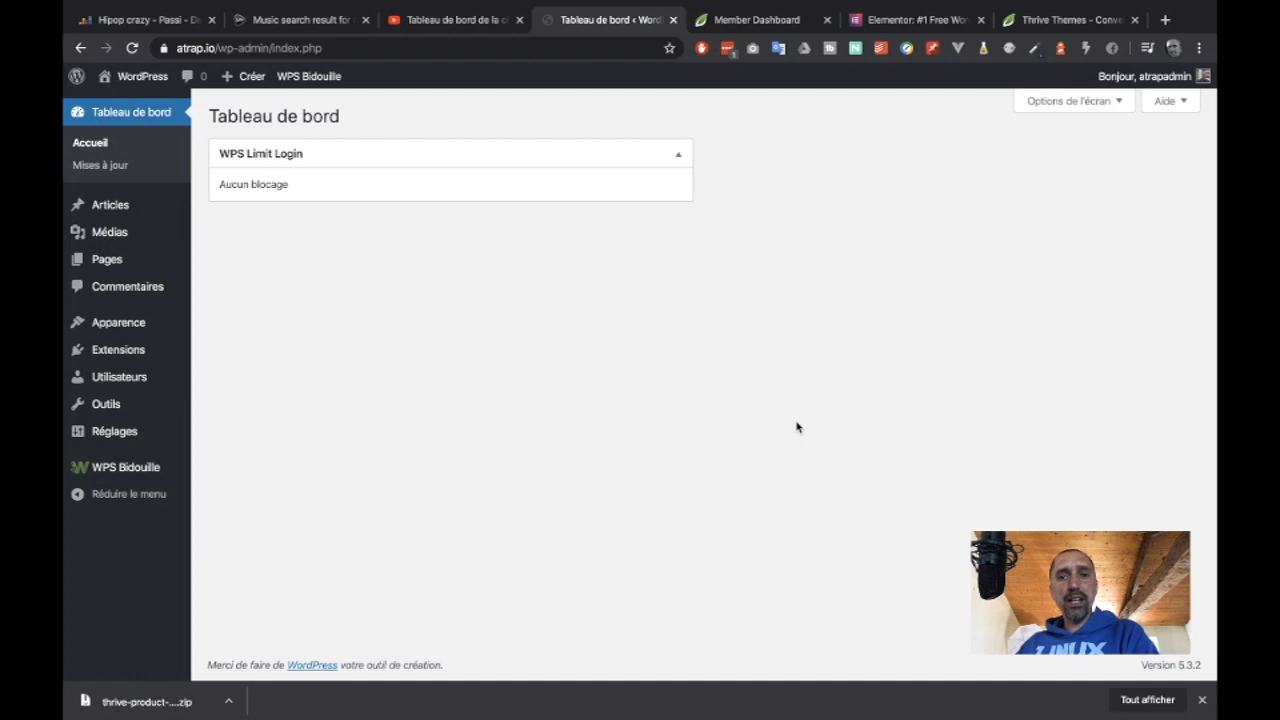 Hipop crazy - Passi - De
Music search result for
Tableau de bord de la c
Tableau de bord ‹ Word
Member Dashboard
Elementor: #1 Free Wor
Thrive Themes - Conve
atrap.io/wp-admin/index.php
WordPress
0
Créer
WPS Bidouille
Bonjour, atrapadmin
Tableau de bord
Accueil
Mises à jour
Articles
Médias
Pages
Commentaires
Apparence
Extensions
Utilisateurs
Outils
Réglages
WPS Bidouille
Réduire le menu
Tableau de bord
Options de l'écran
Aide
WPS Limit Login
Aucun blocage
LINUX
Merci de faire de WordPress votre outil de création.
Version 5.3.2
thrive-product-....zip
Tout afficher